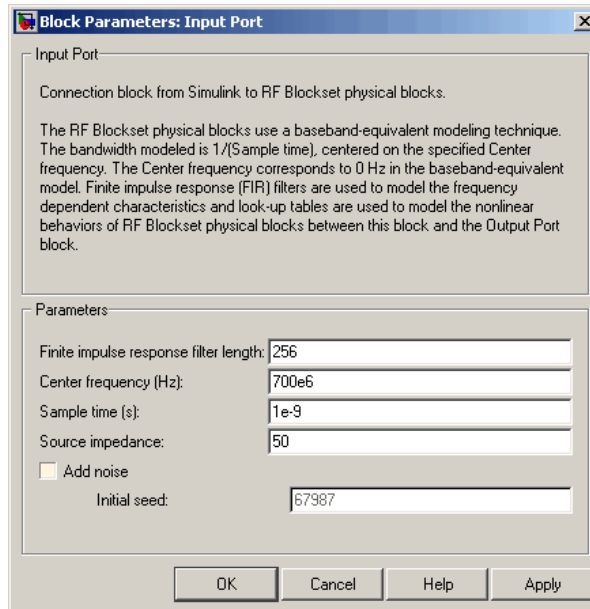 Block Parameters: Input Port
Input Port
Connection block from Simulink to RF Blockset physical blocks.
The RF Blockset physical blocks use a baseband-equivalent modeling technique.
The bandwidth modeled is 1/(Sample time), centered on the specified Center
frequency. The Center frequency corresponds to 0 Hz in the baseband-equivalent
model. Finite impulse response (FIR) filters are used to model the frequency
dependent characteristics and look-up tables are used to model the nonlinear
behaviors of RF Blockset physical blocks between this block and the Output Port
block.
Parameters
Finite impulse response filter length: 256
Center frequency (Hz): 700e6
Sample time (s): 1e-9
Source impedance: 50
Add noise
Initial seed: 67987
OK Cancel Help Apply